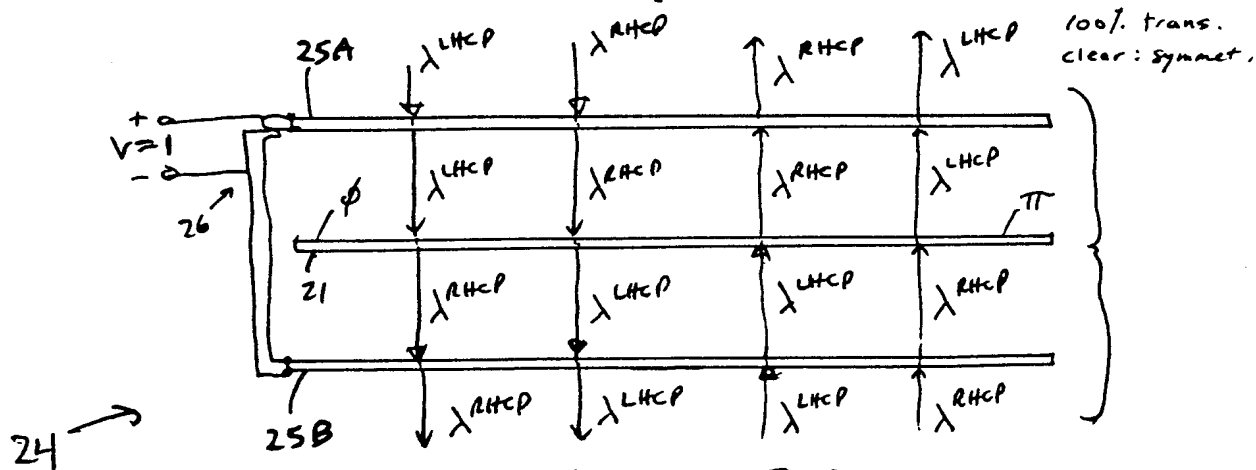 100% trans.
clear: symmet.
25A
λLHCP λRHCP λRHCP λLHCP
+
V=1
-
26
λLHCP λRHCP λRHCP λLHCP
φ π
21
λRHCP λLHCP λLHCP λRHCP
25B
λRHCP λLHCP λLHCP λRHCP
24